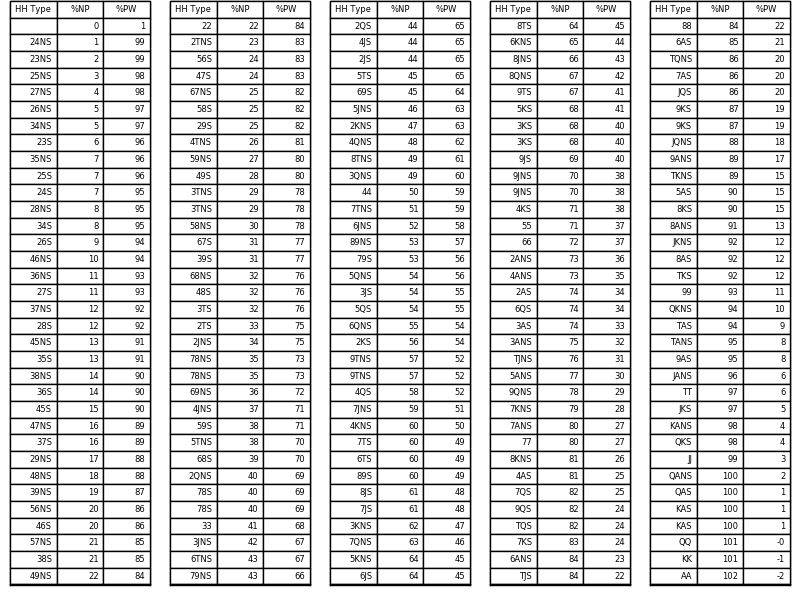 HH Type %NP %PW HH Type %NP %PW HH Type %NP %PW HH Type %NP %PW HH Type %NP %PW
0 1 22 22 84 2QS 44 65 8TS 64 45 88 84 22
24NS 1 99 2TNS 23 83 4JS 44 65 6KNS 65 44 6AS 85 21
23NS 2 99 56S 24 83 2JS 44 65 8JNS 66 43 TQNS 86 20
25NS 3 98 47S 24 83 5TS 45 65 8QNS 67 42 7AS 86 20
27NS 4 98 67NS 25 82 69S 45 64 9TS 67 41 JQS 86 20
26NS 5 97 58S 25 82 5JNS 46 63 5KS 68 41 9KS 87 19
34NS 5 97 29S 25 82 2KNS 47 63 3KS 68 40 9KS 87 19
23S 6 96 4TNS 26 81 4QNS 48 62 3KS 68 40 JQNS 88 18
35NS 7 96 59NS 27 80 8TNS 49 61 9JS 69 40 9ANS 89 17
25S 7 96 49S 28 80 3QNS 49 60 9JNS 70 38 TKNS 89 15
24S 7 95 3TNS 29 78 44 50 59 9JNS 70 38 5AS 90 15
28NS 8 95 3TNS 29 78 7TNS 51 59 4KS 71 38 8KS 90 15
34S 8 95 58NS 30 78 6JNS 52 58 55 71 37 8ANS 91 13
26S 9 94 67S 31 77 89NS 53 57 66 72 37 JKNS 92 12
46NS 10 94 39S 31 77 79S 53 56 2ANS 73 36 8AS 92 12
36NS 11 93 68NS 32 76 5QNS 54 56 4ANS 73 35 TKS 92 12
27S 11 93 48S 32 76 3JS 54 55 2AS 74 34 99 93 11
37NS 12 92 3TS 32 76 5QS 54 55 6QS 74 34 QKNS 94 10
28S 12 92 2TS 33 75 6QNS 55 54 3AS 74 33 TAS 94 9
45NS 13 91 2JNS 34 75 2KS 56 54 3ANS 75 32 TANS 95 8
35S 13 91 78NS 35 73 9TNS 57 52 TJNS 76 31 9AS 95 8
38NS 14 90 78NS 35 73 9TNS 57 52 5ANS 77 30 JANS 96 6
36S 14 90 69NS 36 72 4QS 58 52 9QNS 78 29 TT 97 6
45S 15 90 4JNS 37 71 7JNS 59 51 7KNS 79 28 JKS 97 5
47NS 16 89 59S 38 71 4KNS 60 50 7ANS 80 27 KANS 98 4
37S 16 89 5TNS 38 70 7TS 60 49 77 80 27 QKS 98 4
29NS 17 88 68S 39 70 6TS 60 49 8KNS 81 26 JJ 99 3
48NS 18 88 2QNS 40 69 89S 60 49 4AS 81 25 QANS 100 2
39NS 19 87 78S 40 69 8JS 61 48 7QS 82 25 QAS 100 1
56NS 20 86 78S 40 69 7JS 61 48 9QS 82 24 KAS 100 1
46S 20 86 33 41 68 3KNS 62 47 TQS 82 24 KAS 100 1
57NS 21 85 3JNS 42 67 7QNS 63 46 7KS 83 24 QQ 101 -0
38S 21 85 6TNS 43 67 5KNS 64 45 6ANS 84 23 KK 101 -1
49NS 22 84 79NS 43 66 6JS 64 45 TJS 84 22 AA 102 -2